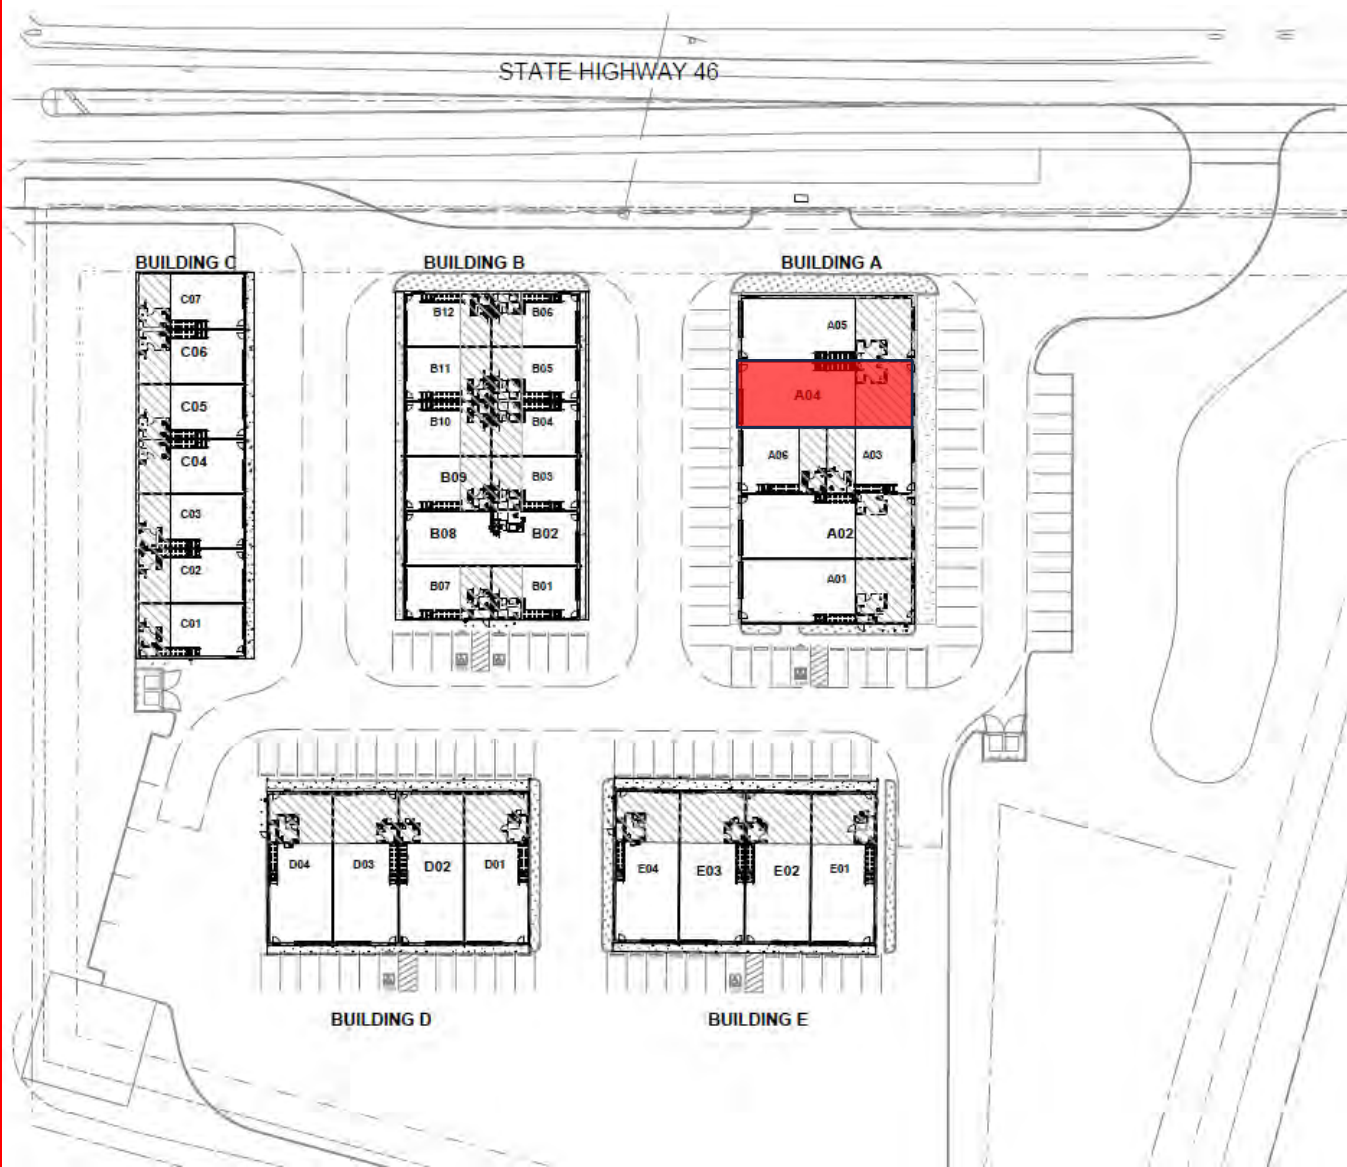 STATE HIGHWAY 46
BUILDING C
BUILDING B
BUILDING A
C07
C06
C05
C04
C03
C02
C01
B12
B06
B11
B05
B10
B04
B09
B03
B08
B02
B07
B01
A05
A04
A06
A03
A02
A01
D04
D03
D02
D01
E04
E03
E02
E01
BUILDING D
BUILDING E